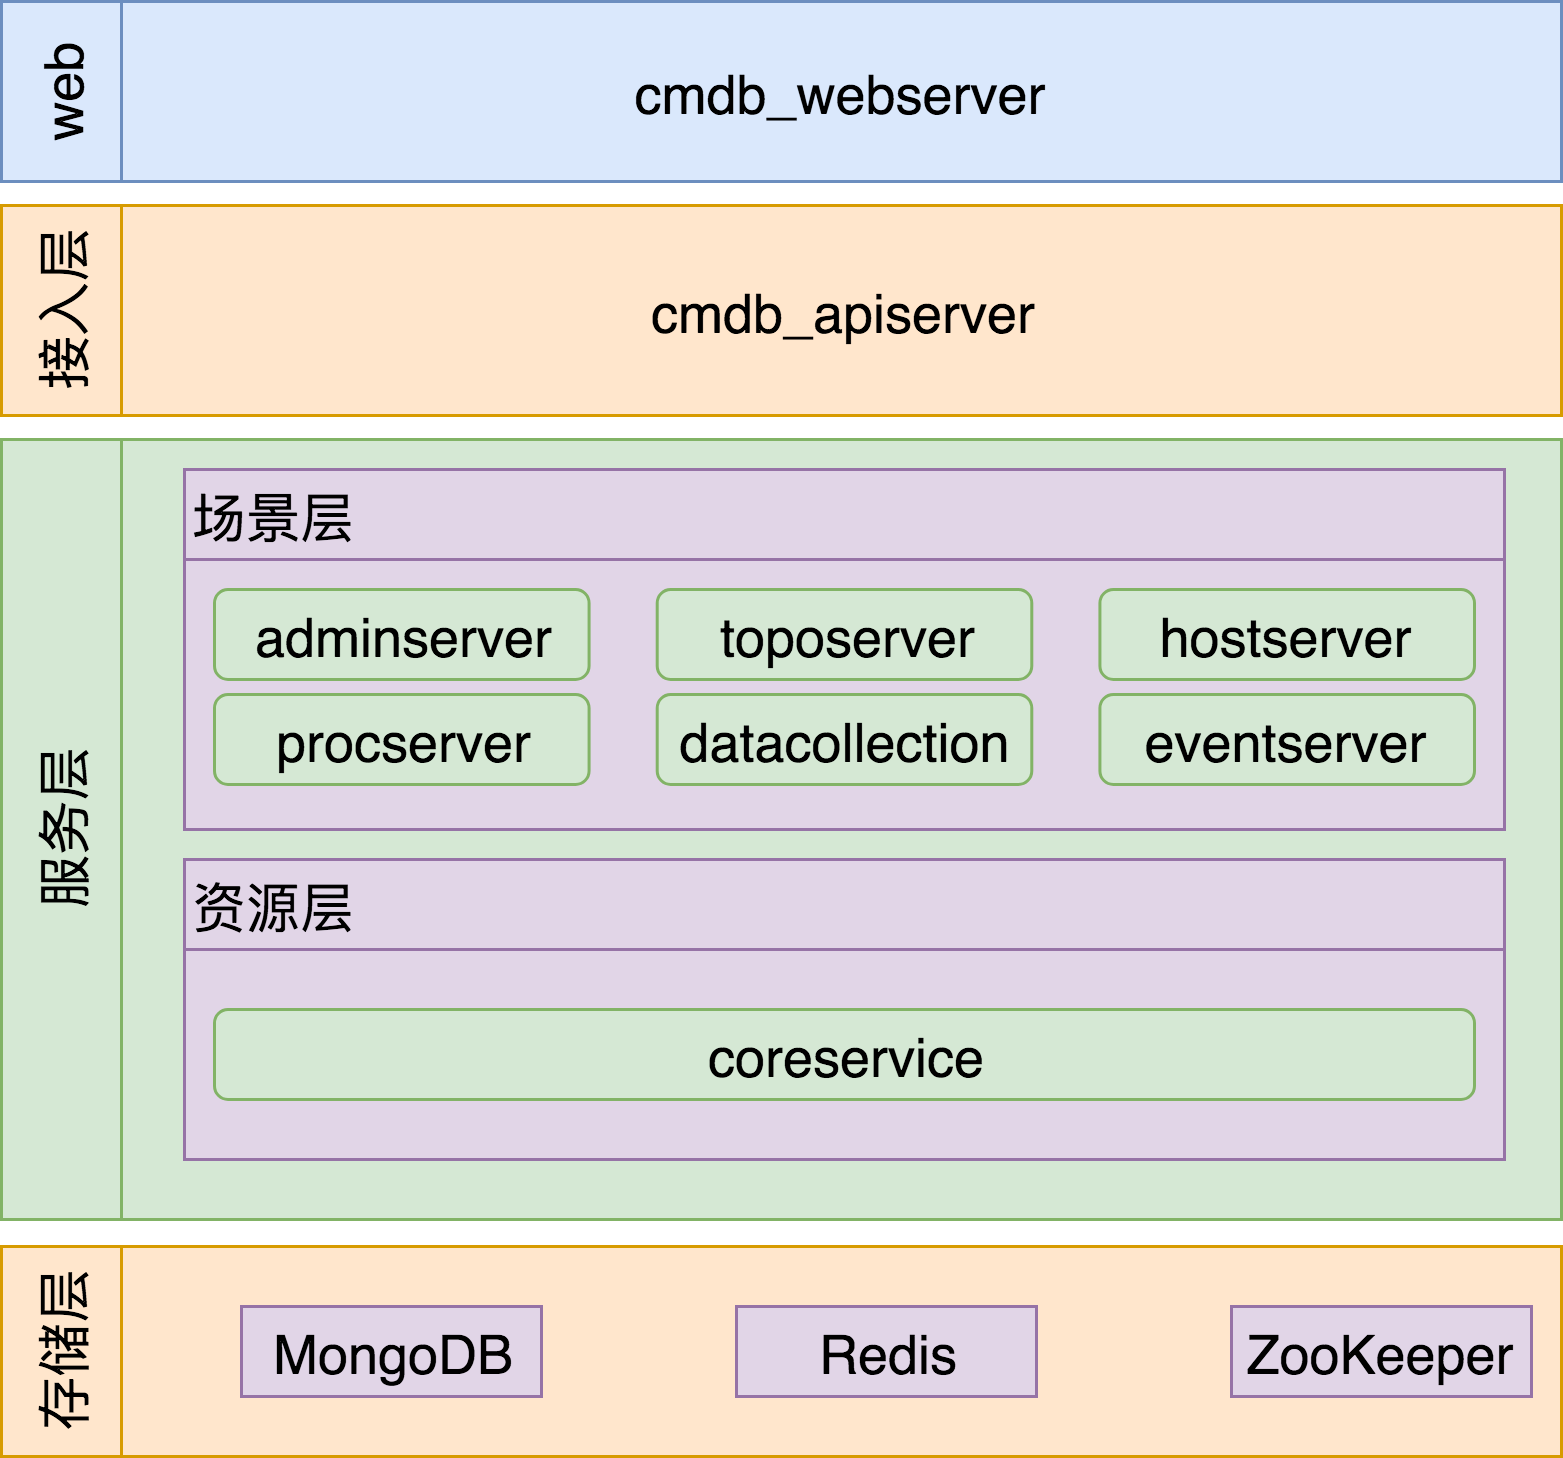 web
cmdb_webserver
接入层
cmdb_apiserver
服务层
场景层
adminserver
toposerver
hostserver
procserver
datacollection
eventserver
资源层
coreservice
存储层
MongoDB
Redis
ZooKeeper